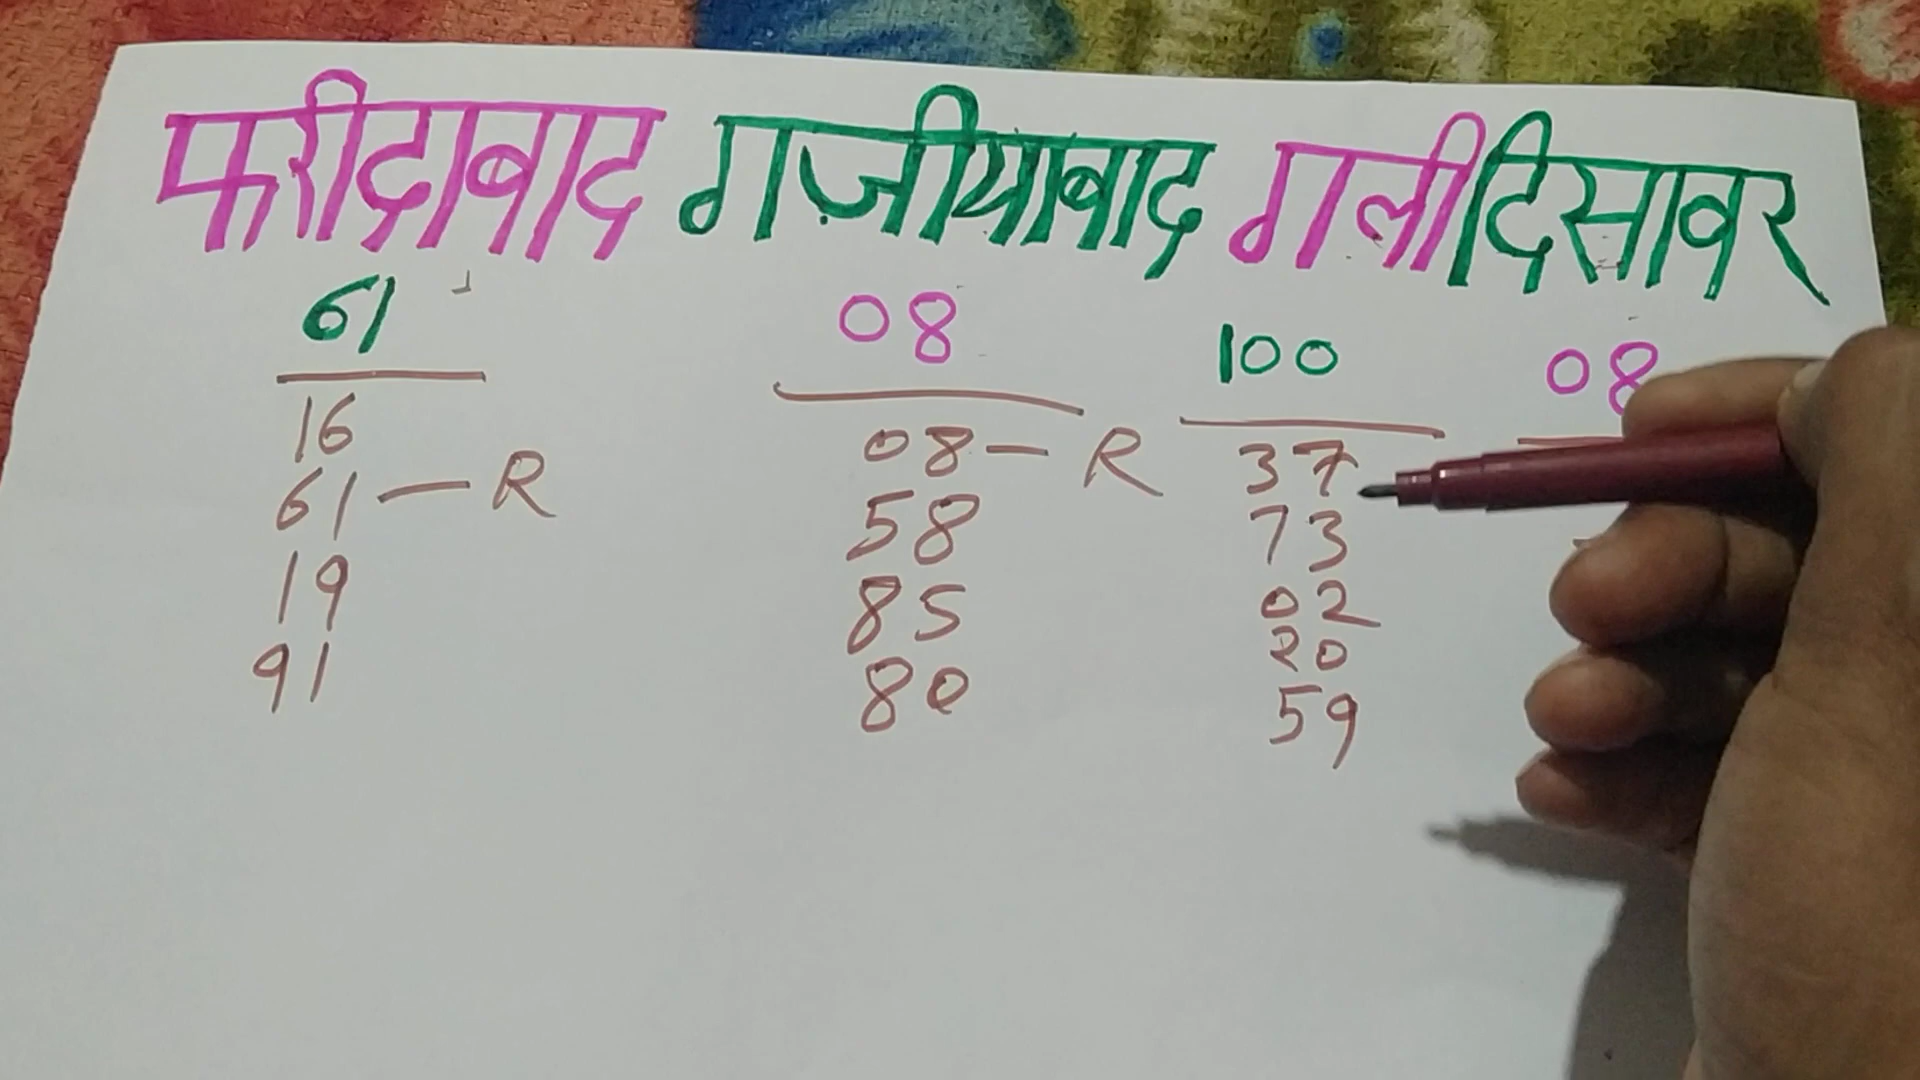 फरीदाबाद गज़ीयाबाद गली दिसावर
61 08 100 08
16 08 — R 37
61 — R 58 73
19 85 02
91 80 20
59